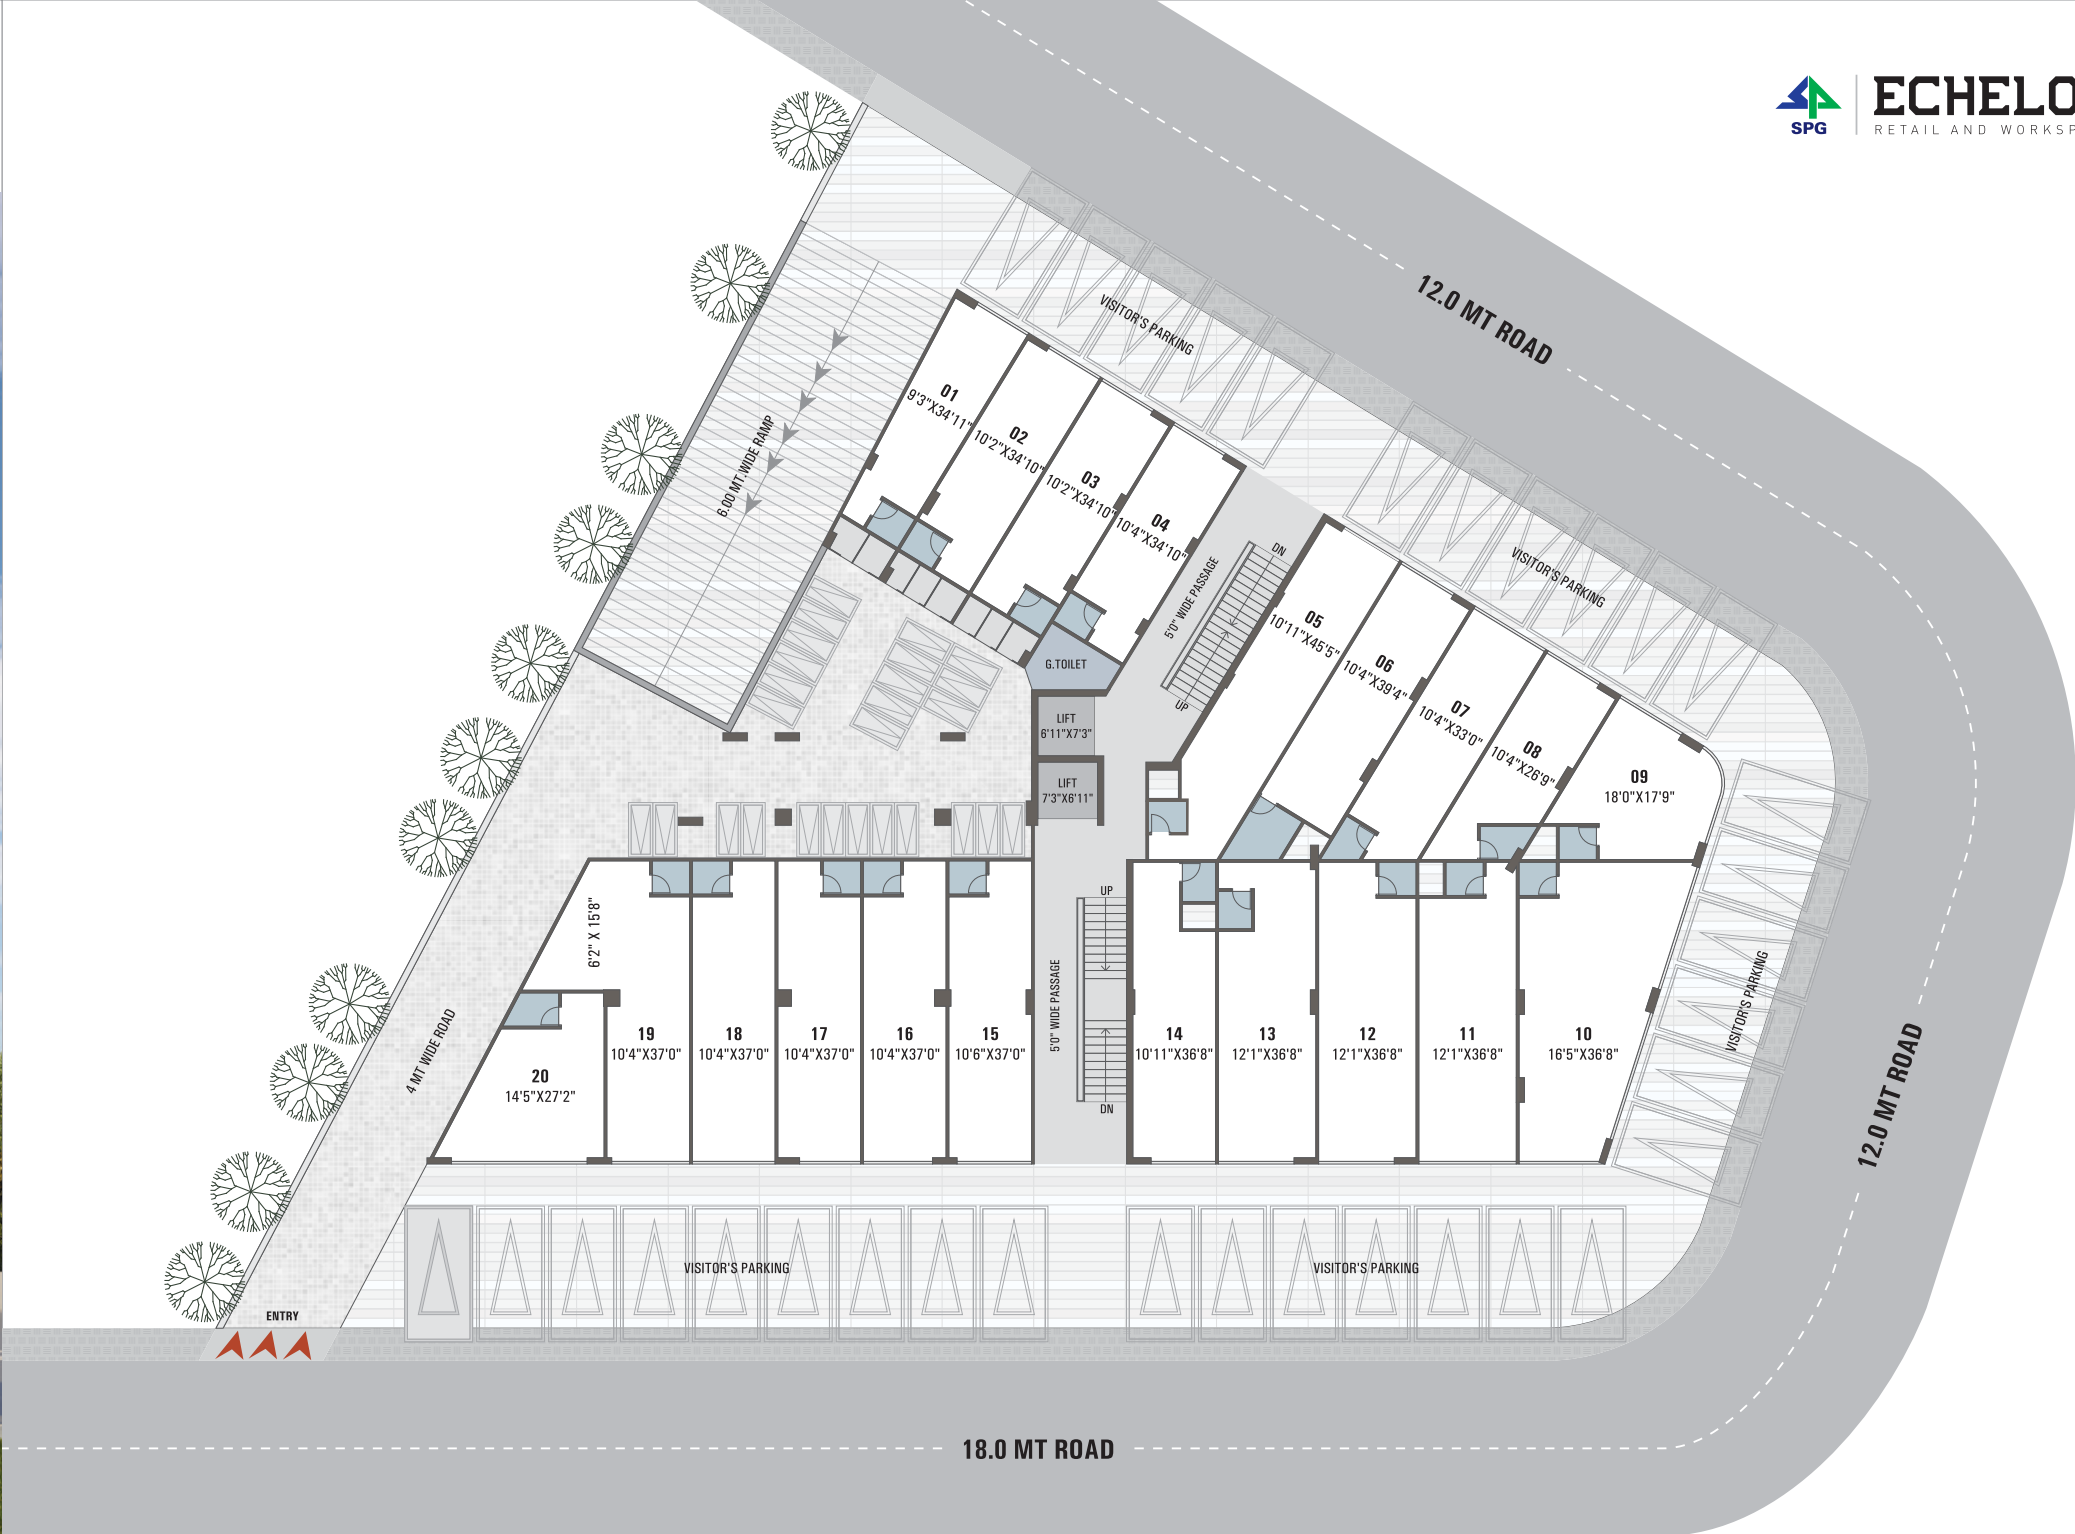 SPG
ECHELO
RETAIL AND WORKSP
12.0 MT ROAD
VISITOR'S PARKING
6.00 MT.WIDE RAMP
01
9'3"X34'11"
02
10'2"X34'10"
03
10'2"X34'10"
04
10'4"X34'10"
5'0" WIDE PASSAGE
DN
UP
VISITOR'S PARKING
05
10'11"X45'5"
06
10'4"X39'4"
07
10'4"X33'0"
08
10'4"X26'9"
09
18'0"X17'9"
G.TOILET
LIFT
6'11"X7'3"
LIFT
7'3"X6'11"
6'2" X 15'8"
UP
5'0" WIDE PASSAGE
DN
VISITOR'S PARKING
12.0 MT ROAD
4 MT WIDE ROAD
20
14'5"X27'2"
19
10'4"X37'0"
18
10'4"X37'0"
17
10'4"X37'0"
16
10'4"X37'0"
15
10'6"X37'0"
14
10'11"X36'8"
13
12'1"X36'8"
12
12'1"X36'8"
11
12'1"X36'8"
10
16'5"X36'8"
VISITOR'S PARKING
VISITOR'S PARKING
ENTRY
18.0 MT ROAD